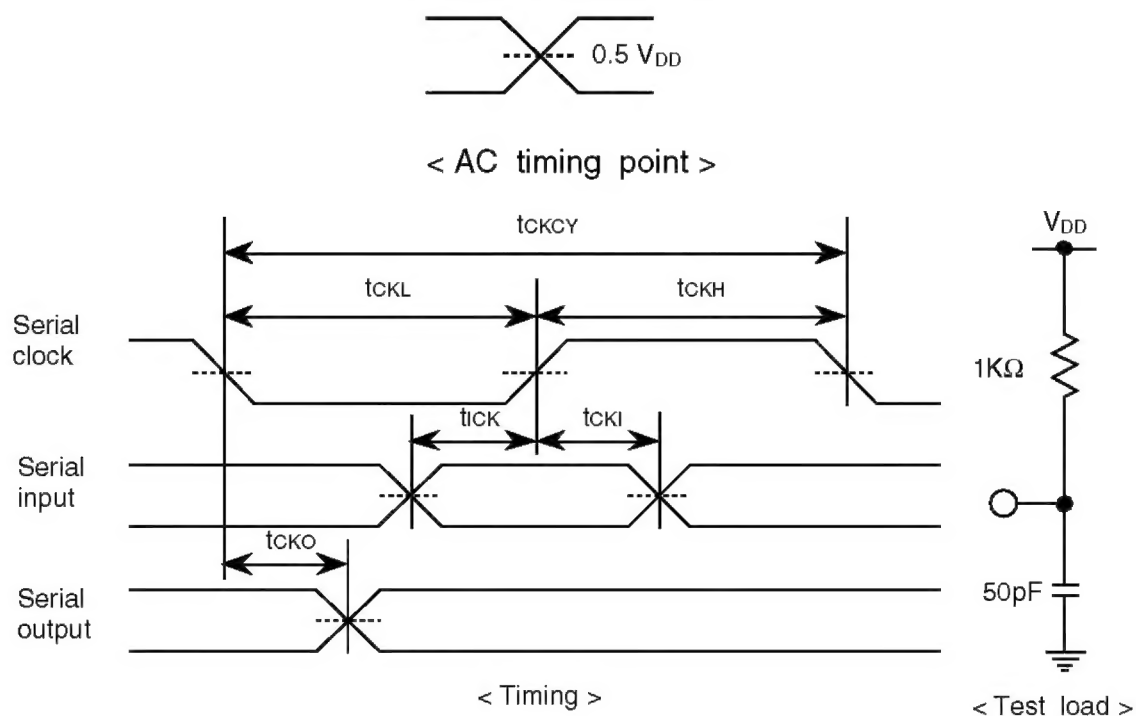 0.5 VDD
< AC timing point >
tCKCY
VDD
tCKL
tCKH
Serial
clock
1KΩ
tICK
tCKI
Serial
input
tCKO
Serial
output
50pF
< Timing >
< Test load >